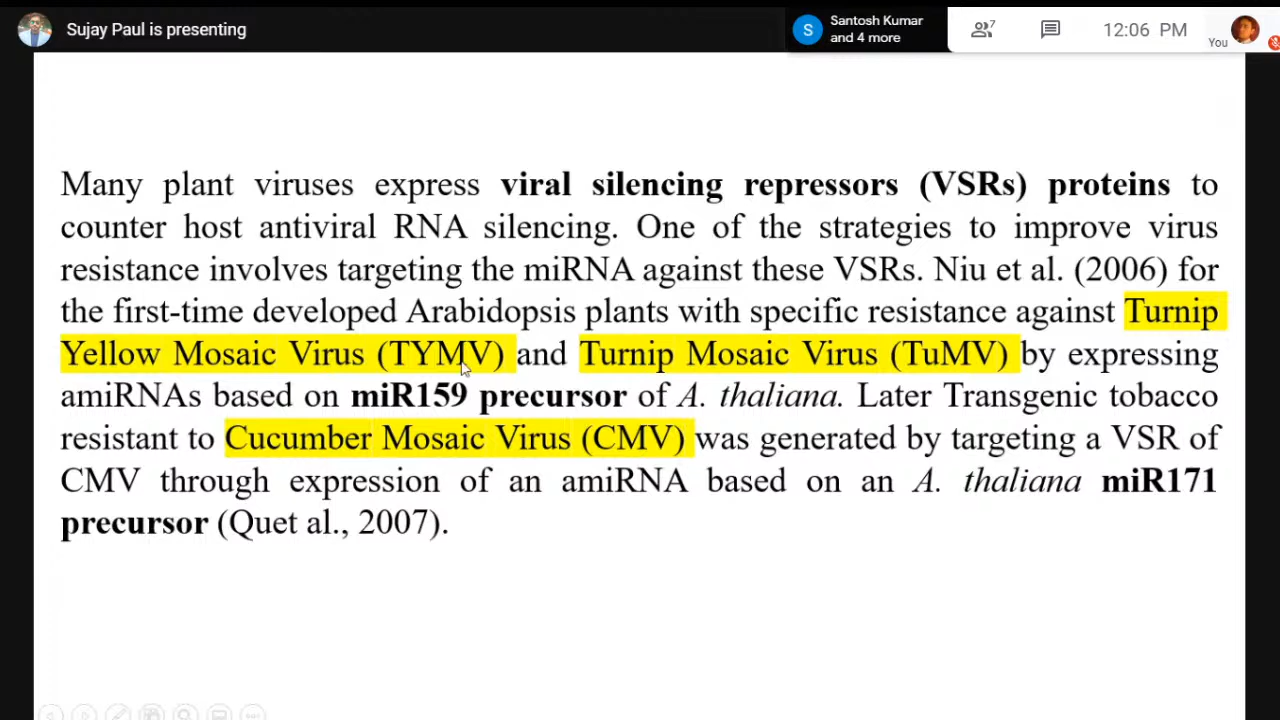 Sujay Paul is presenting
S
Santosh Kumar
and 4 more
7
12:06 PM
You
Many plant viruses express viral silencing repressors (VSRs) proteins to
counter host antiviral RNA silencing. One of the strategies to improve virus
resistance involves targeting the miRNA against these VSRs. Niu et al. (2006) for
the first-time developed Arabidopsis plants with specific resistance against Turnip
Yellow Mosaic Virus (TYMV) and Turnip Mosaic Virus (TuMV) by expressing
amiRNAs based on miR159 precursor of A. thaliana. Later Transgenic tobacco
resistant to Cucumber Mosaic Virus (CMV) was generated by targeting a VSR of
CMV through expression of an amiRNA based on an A. thaliana miR171
precursor (Quet al., 2007).